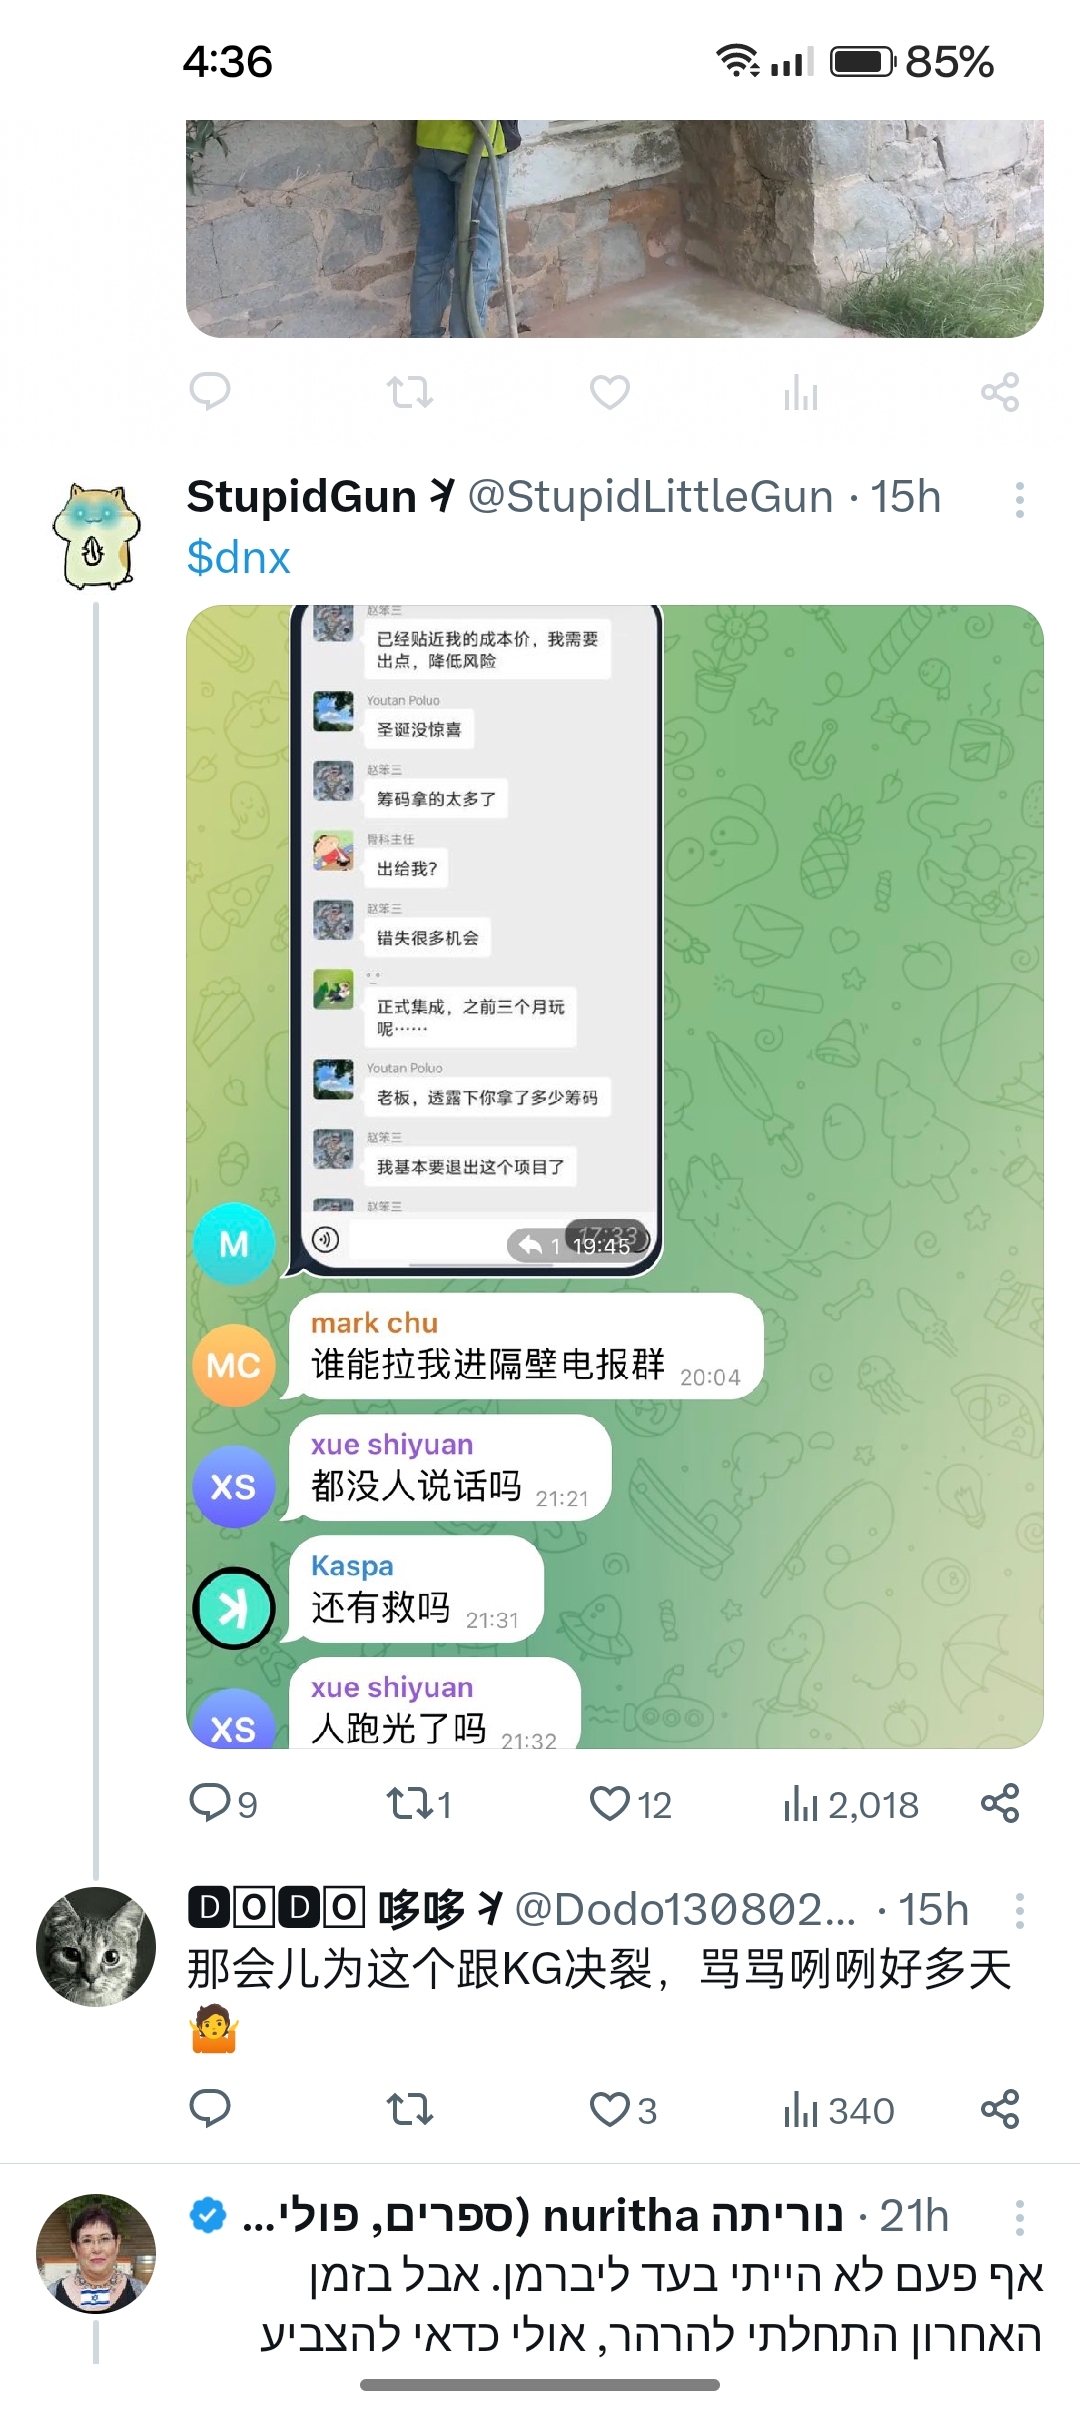 4:36
85%
StupidGun @StupidLittleGun · 15h
$dnx
赵笨三
已经贴近我的成本价，我需要
出点，降低风险
Youtan Poluo
圣诞没惊喜
赵笨三
筹码拿的太多了
骨科主任
出给我？
赵笨三
错失很多机会
正式集成，之前三个月玩
呢……
Youtan Poluo
老板，透露下你拿了多少筹码
赵笨三
我基本要退出这个项目了
赵笨三
17:33
1 19:45
M
mark chu
MC
谁能拉我进隔壁电报群 20:04
xue shiyuan
XS
都没人说话吗 21:21
Kaspa
还有救吗 21:31
xue shiyuan
XS
人跑光了吗 21:32
9 1 12 2,018
DODO 哆哆 @Dodo130802... · 15h
那会儿为这个跟KG决裂，骂骂咧咧好多天
🤷
3 340
נוריתה nuritha (ספרים, פולי... · 21h
אף פעם לא הייתי בעד ליברמן. אבל בזמן
האחרון התחלתי להרהר, אולי כדאי להצביע